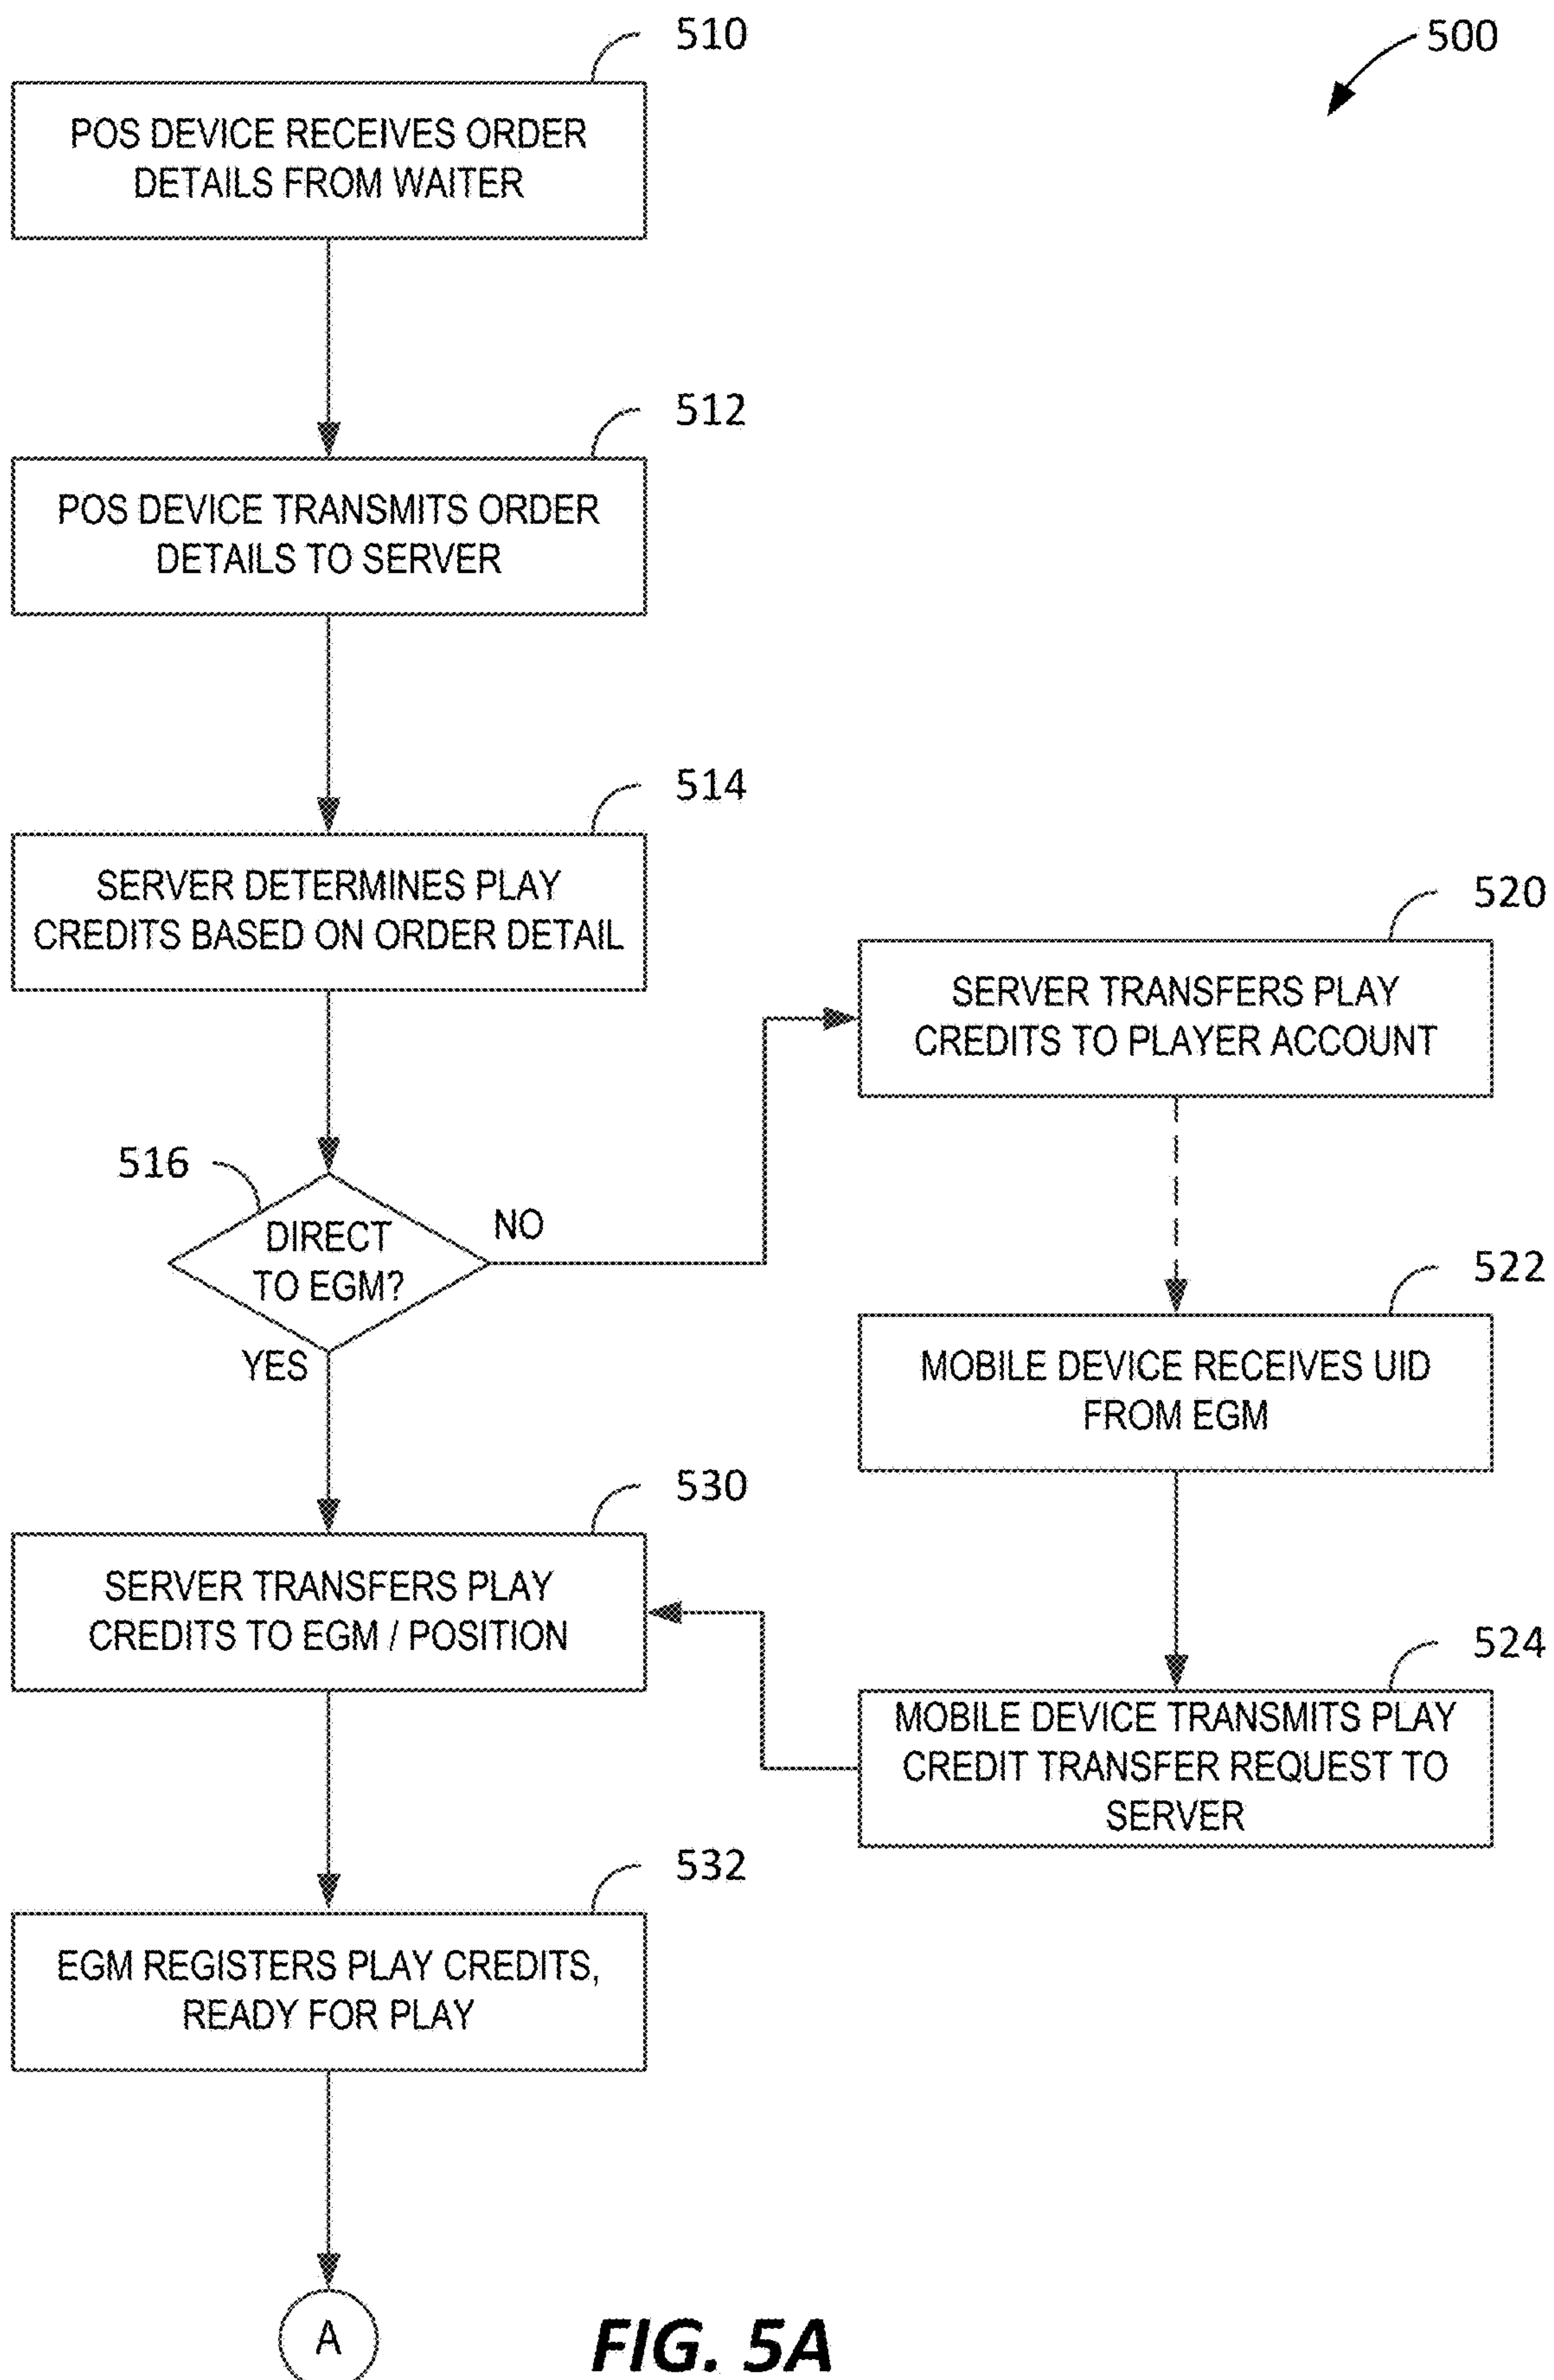 510
500
POS DEVICE RECEIVES ORDER
DETAILS FROM WAITER
512
POS DEVICE TRANSMITS ORDER
DETAILS TO SERVER
514
SERVER DETERMINES PLAY
CREDITS BASED ON ORDER DETAIL
516
DIRECT
TO EGM?
NO
YES
520
SERVER TRANSFERS PLAY
CREDITS TO PLAYER ACCOUNT
522
MOBILE DEVICE RECEIVES UID
FROM EGM
524
MOBILE DEVICE TRANSMITS PLAY
CREDIT TRANSFER REQUEST TO
SERVER
530
SERVER TRANSFERS PLAY
CREDITS TO EGM / POSITION
532
EGM REGISTERS PLAY CREDITS,
READY FOR PLAY
A
FIG. 5A